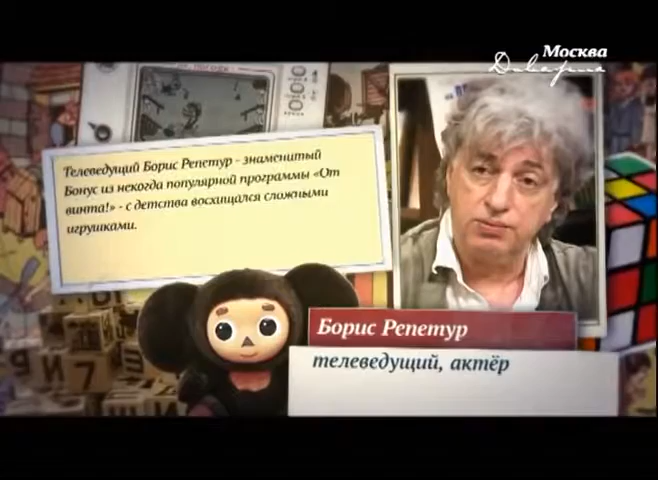 Москва
Доверие
Телеведущий Борис Репетур - знаменитый
Бонус из некогда популярной программы «От
винта!» - с детства восхищался сложными
игрушками.
Борис Репетур
телеведущий, актёр